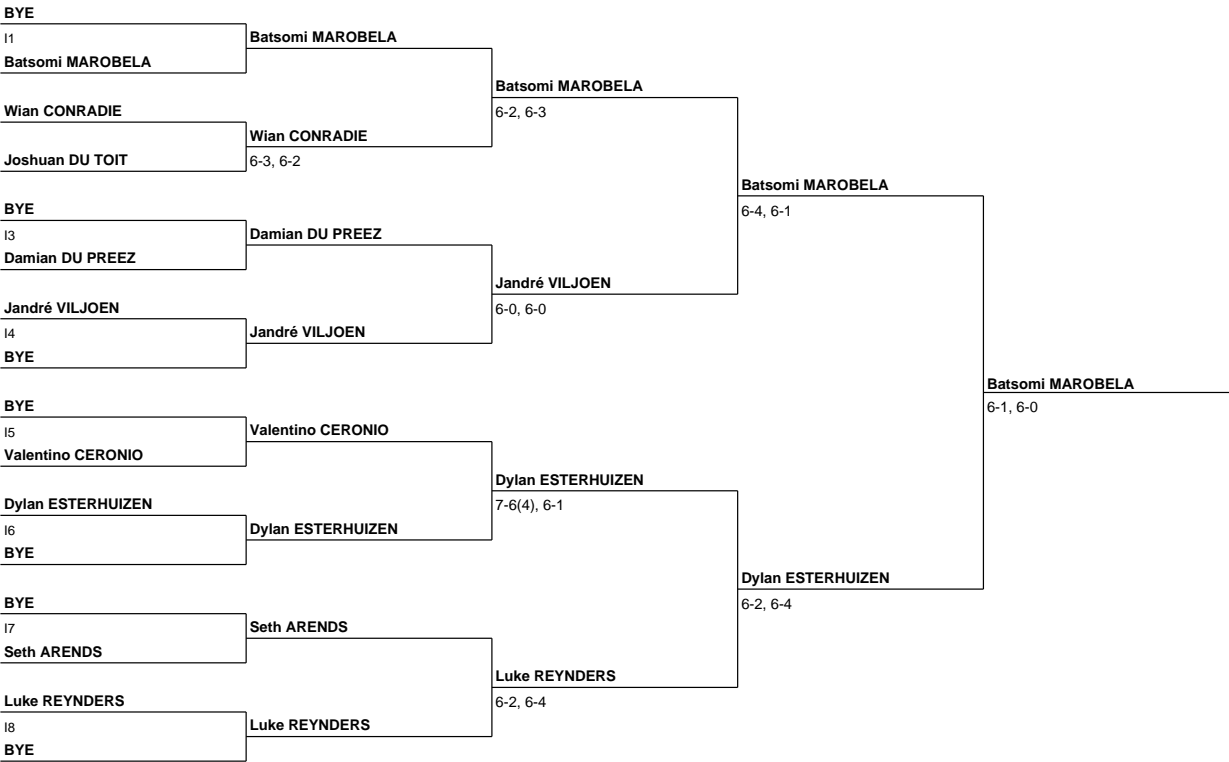 BYE
I1
Batsomi MAROBELA
Wian CONRADIE
Joshuan DU TOIT
BYE
I3
Damian DU PREEZ
Jandré VILJOEN
I4
BYE
BYE
I5
Valentino CERONIO
Dylan ESTERHUIZEN
I6
BYE
BYE
I7
Seth ARENDS
Luke REYNDERS
I8
BYE
Batsomi MAROBELA
Wian CONRADIE
6-3, 6-2
Damian DU PREEZ
Jandré VILJOEN
Valentino CERONIO
Dylan ESTERHUIZEN
Seth ARENDS
Luke REYNDERS
Batsomi MAROBELA
6-2, 6-3
Jandré VILJOEN
6-0, 6-0
Dylan ESTERHUIZEN
7-6(4), 6-1
Luke REYNDERS
6-2, 6-4
Batsomi MAROBELA
6-4, 6-1
Dylan ESTERHUIZEN
6-2, 6-4
Batsomi MAROBELA
6-1, 6-0